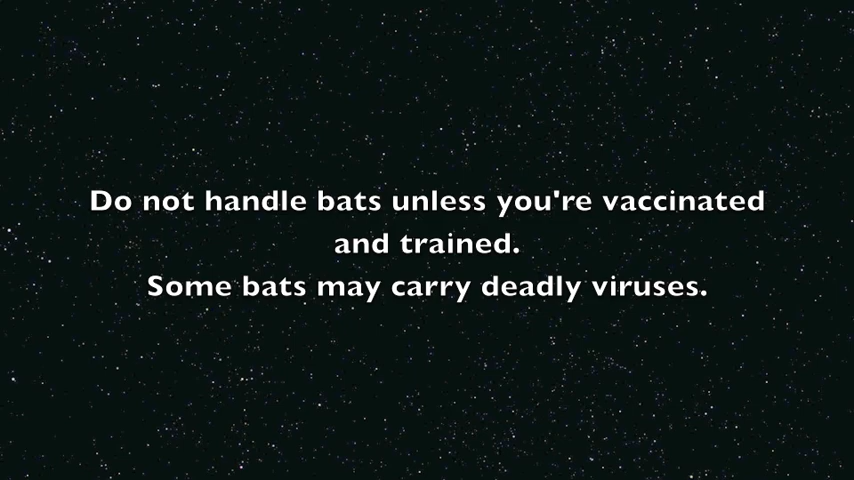 Do not handle bats unless you're vaccinated
and trained.
Some bats may carry deadly viruses.